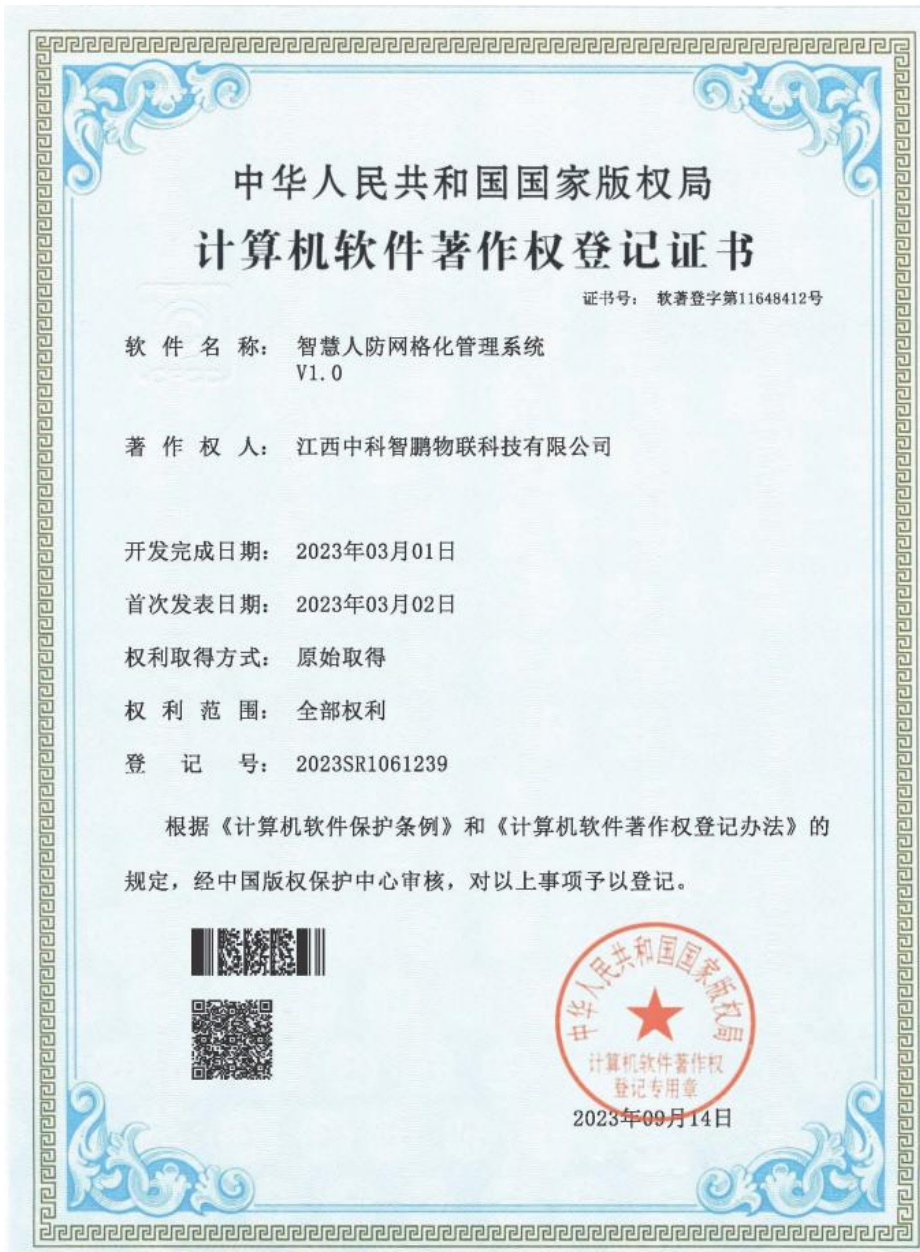 中华人民共和国国家版权局
计算机软件著作权登记证书
证书号: 软著登字第11648412号
软件名称: 智慧人防网格化管理系统
V1.0
著作权人: 江西中科智鹏物联科技有限公司
开发完成日期: 2023年03月01日
首次发表日期: 2023年03月02日
权利取得方式: 原始取得
权利范围: 全部权利
登记号: 2023SR1061239
根据《计算机软件保护条例》和《计算机软件著作权登记办法》的
规定,经中国版权保护中心审核,对以上事项予以登记。
中华人民共和国国家版权局
计算机软件著作权
登记专用章
2023年09月14日